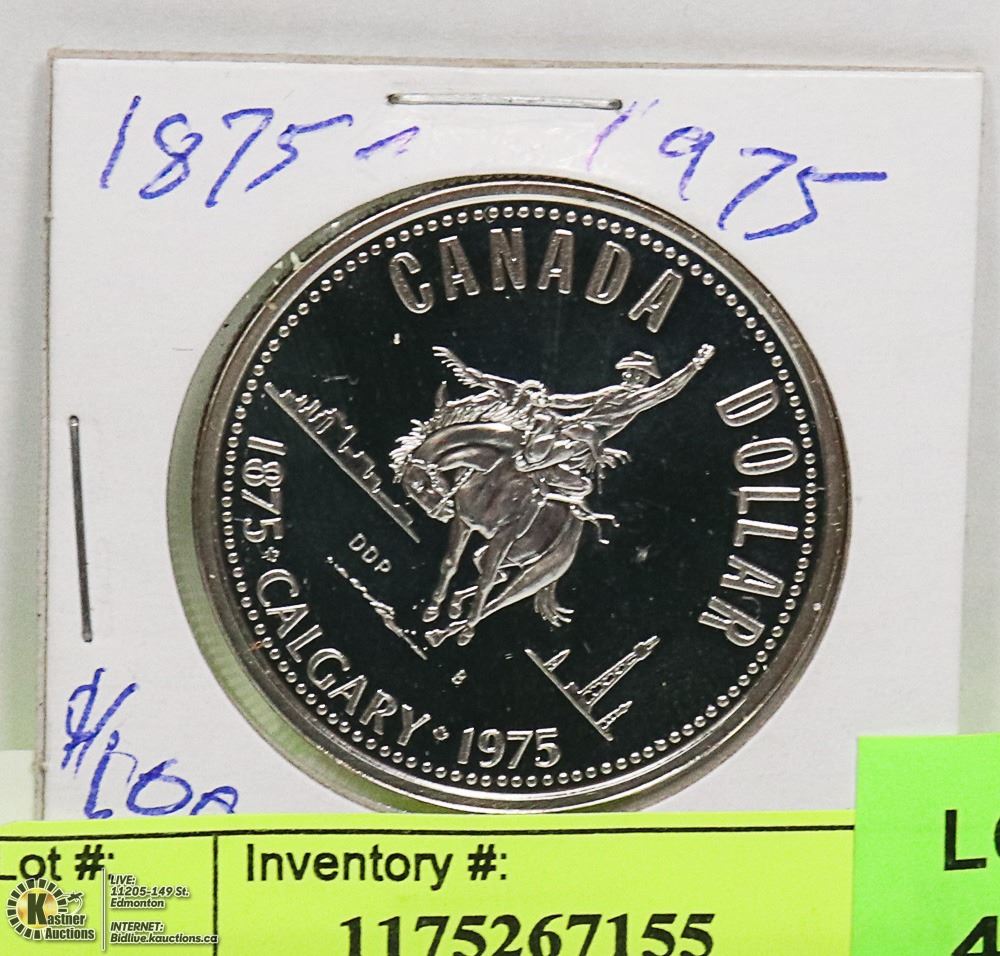 1875 - 1975
CANADA DOLLAR
DDP
1875 * CALGARY * 1975
Lot #:
Inventory #:
1175267155
K
Kastner
Auctions
LIVE:
11205-149 St.
Edmonton
INTERNET:
Bidlive.kauctions.ca